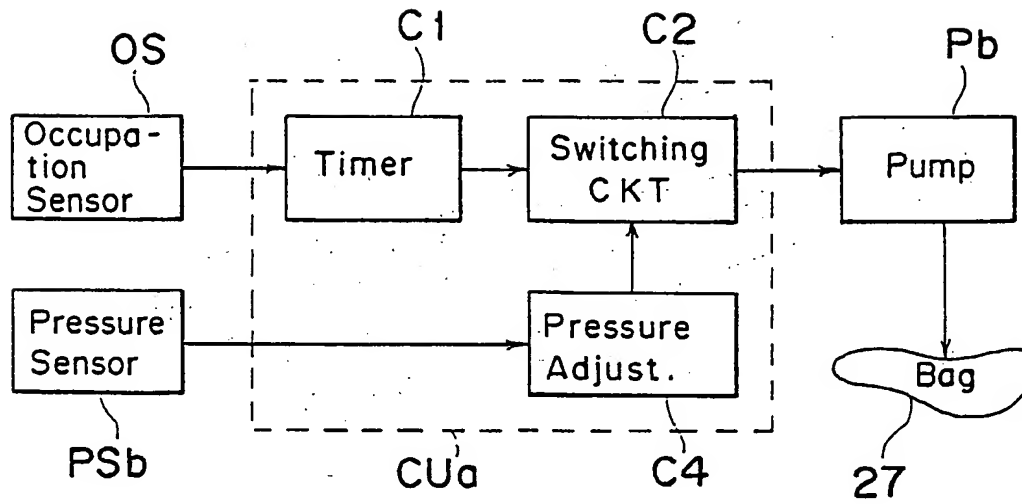 OS
C1
C2
Pb
Occupa-
tion
Sensor
Timer
Switching
CKT
Pump
Pressure
Sensor
Pressure
Adjust.
Bag
PSb
CUa
C4
27